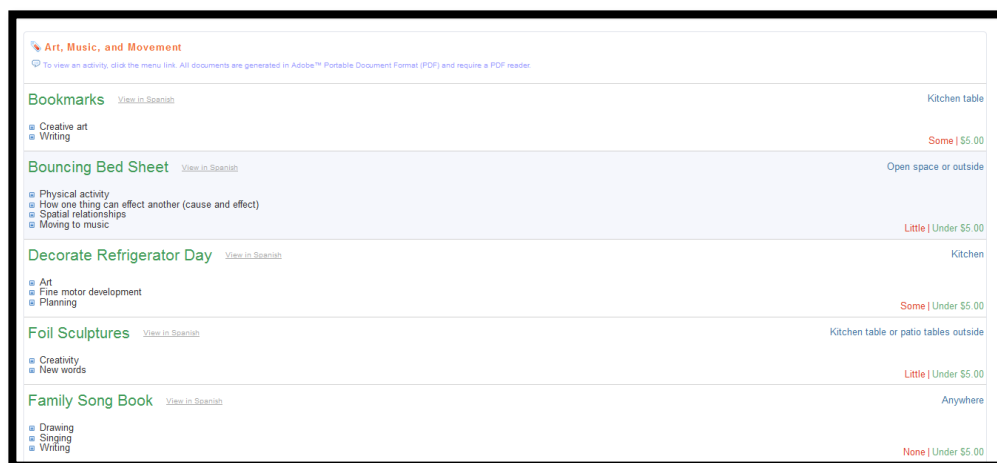 Art, Music, and Movement
To view an activity, click the menu link. All documents are generated in Adobe™ Portable Document Format (PDF) and require a PDF reader.
Bookmarks View in Spanish Kitchen table
Creative art
Writing
Some | $5.00
Bouncing Bed Sheet View in Spanish Open space or outside
Physical activity
How one thing can effect another (cause and effect)
Spatial relationships
Moving to music
Little | Under $5.00
Decorate Refrigerator Day View in Spanish Kitchen
Art
Fine motor development
Planning
Some | Under $5.00
Foil Sculptures View in Spanish Kitchen table or patio tables outside
Creativity
New words
Little | Under $5.00
Family Song Book View in Spanish Anywhere
Drawing
Singing
Writing
None | Under $5.00